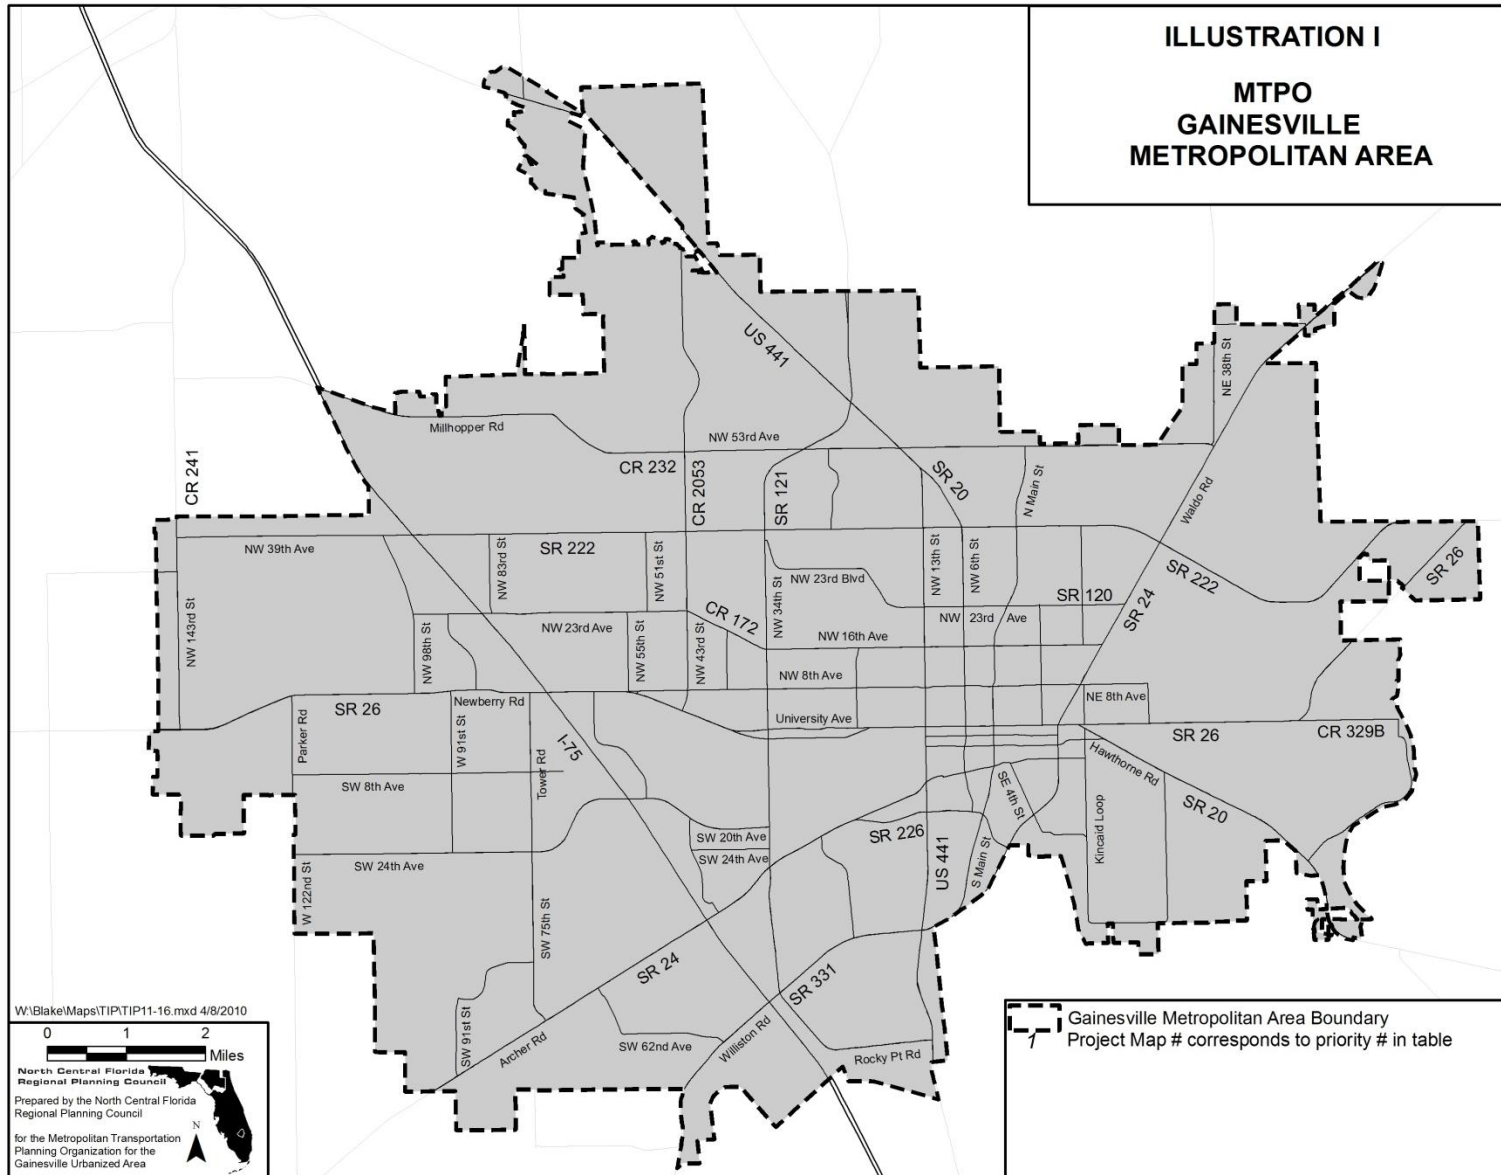 ILLUSTRATION I
MTPO
GAINESVILLE
METROPOLITAN AREA
US 441
NE 38th St
Millhopper Rd
NW 53rd Ave
CR 232
CR 241
CR 2053
SR 121
SR 20
N Main St
Waldo Rd
NW 39th Ave
SR 222
NW 83rd St
NW 51st St
NW 23rd Blvd
NW 13th St
NW 6th St
SR 120
SR 24
SR 222
SR 26
NW 143rd St
NW 98th St
NW 23rd Ave
NW 55th St
NW 43rd St
CR 172
NW 34th St
NW 16th Ave
NW 23rd Ave
NW 8th Ave
NE 8th Ave
Newberry Rd
SR 26
University Ave
SR 26
CR 329B
Parker Rd
W 91st St
Tower Rd
I-75
Hawthorne Rd
SW 8th Ave
SE 4th St
SR 20
Kincaid Loop
SW 20th Ave
SR 226
SW 24th Ave
SW 24th Ave
US 441
S Main St
W 122nd St
SW 75th St
SR 24
SR 331
SW 91st St
Archer Rd
SW 62nd Ave
Williston Rd
Rocky Pt Rd
W:\Blake\Maps\TIP\TIP11-16.mxd 4/8/2010
0 1 2
Miles
North Central Florida
Regional Planning Council
Prepared by the North Central Florida
Regional Planning Council
N
for the Metropolitan Transportation
Planning Organization for the
Gainesville Urbanized Area
Gainesville Metropolitan Area Boundary
1 Project Map # corresponds to priority # in table